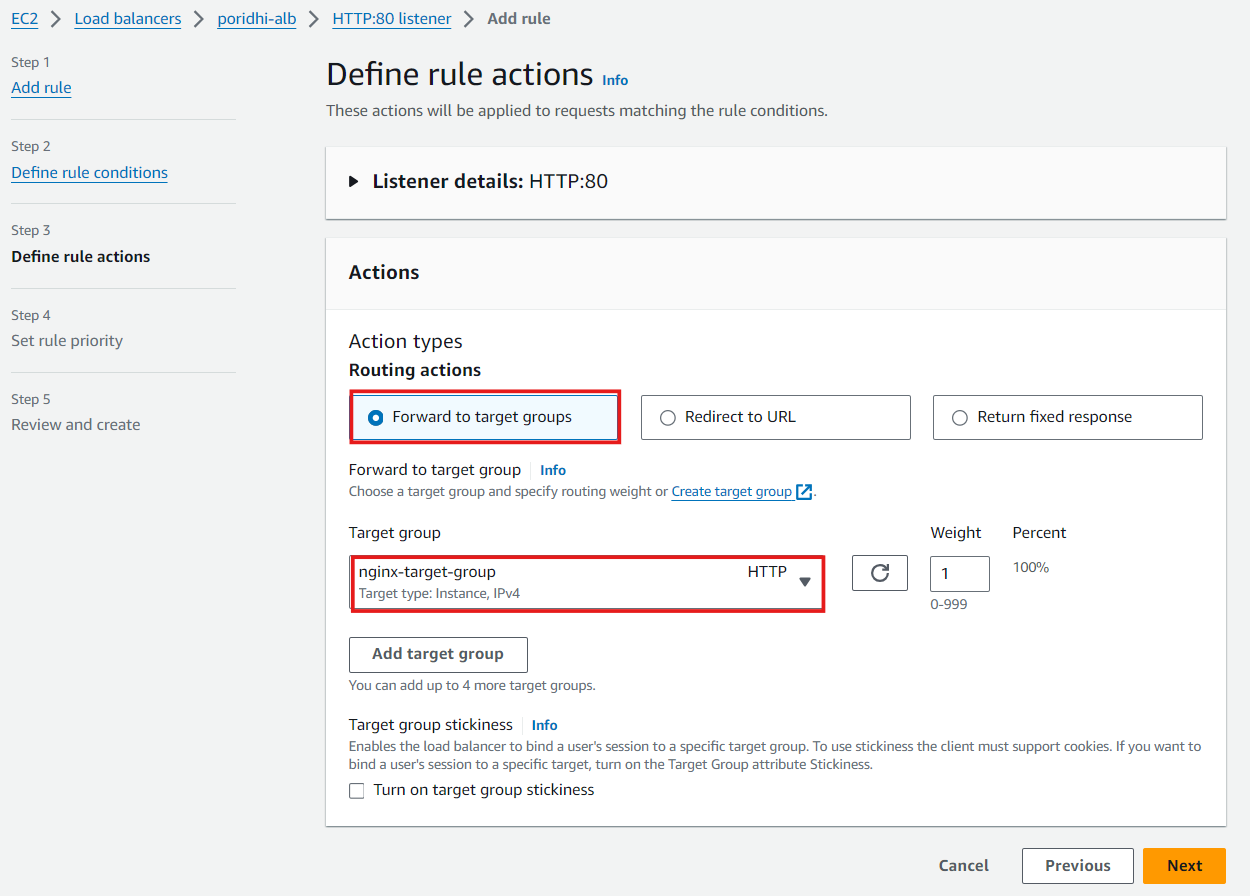 EC2 > Load balancers > poridhi-alb > HTTP:80 listener > Add rule
Step 1
Add rule
Step 2
Define rule conditions
Step 3
Define rule actions
Step 4
Set rule priority
Step 5
Review and create
Define rule actions Info
These actions will be applied to requests matching the rule conditions.
Listener details: HTTP:80
Actions
Action types
Routing actions
Forward to target groups
Redirect to URL
Return fixed response
Forward to target group Info
Choose a target group and specify routing weight or Create target group .
Target group
nginx-target-group HTTP
Target type: Instance, IPv4
Weight
1
0-999
Percent
100%
Add target group
You can add up to 4 more target groups.
Target group stickiness Info
Enables the load balancer to bind a user's session to a specific target group. To use stickiness the client must support cookies. If you want to
bind a user's session to a specific target, turn on the Target Group attribute Stickiness.
Turn on target group stickiness
Cancel
Previous
Next